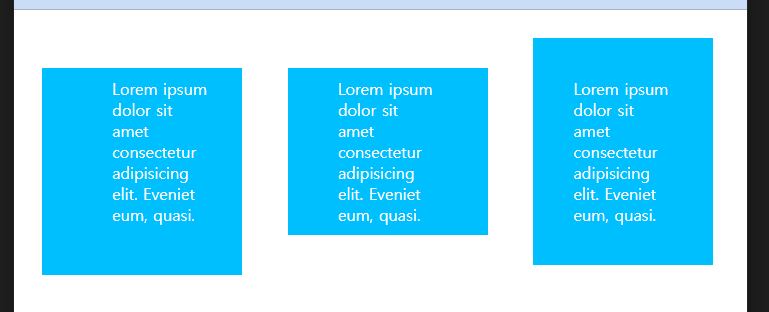 Lorem ipsum
dolor sit
amet
consectetur
adipisicing
elit. Eveniet
eum, quasi.
Lorem ipsum
dolor sit
amet
consectetur
adipisicing
elit. Eveniet
eum, quasi.
Lorem ipsum
dolor sit
amet
consectetur
adipisicing
elit. Eveniet
eum, quasi.